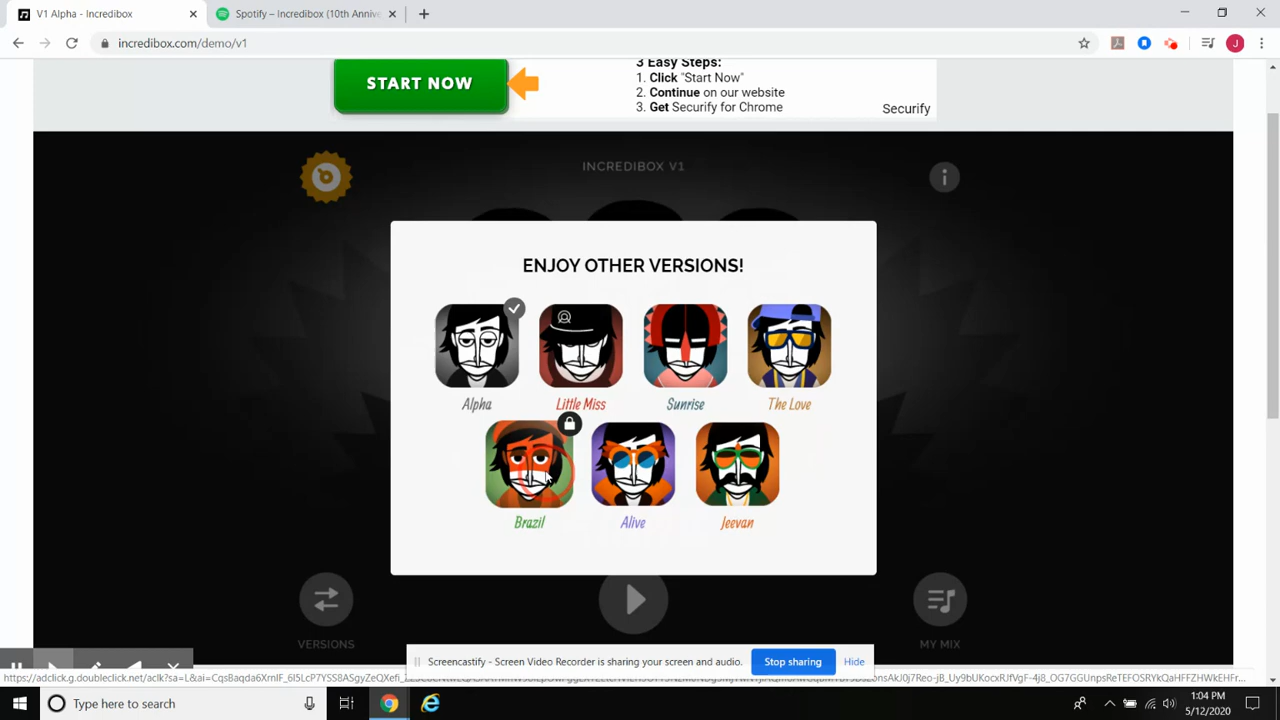 V1 Alpha - Incredibox
Spotify – Incredibox (10th Annive
incredibox.com/demo/v1
J
START NOW
3 Easy Steps:
1. Click "Start Now"
2. Continue on our website
3. Get Securify for Chrome
Securify
INCREDIBOX V1
ENJOY OTHER VERSIONS!
Alpha
Little Miss
Sunrise
The Love
Brazil
Alive
Jeevan
VERSIONS
MY MIX
Screencastify - Screen Video Recorder is sharing your screen and audio.
Stop sharing
Hide
Type here to search
1:04 PM
5/12/2020